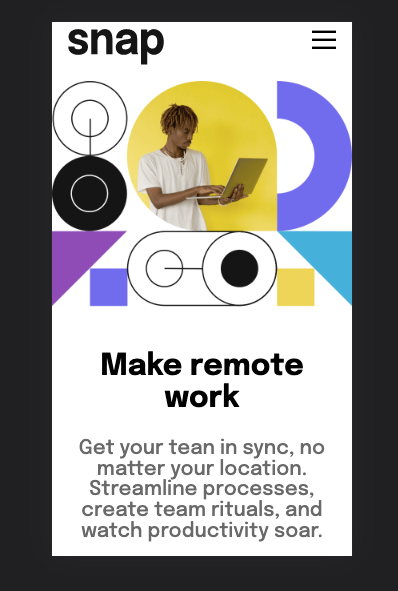 snap
Make remote
work
Get your tean in sync, no
matter your location.
Streamline processes,
create team rituals, and
watch productivity soar.